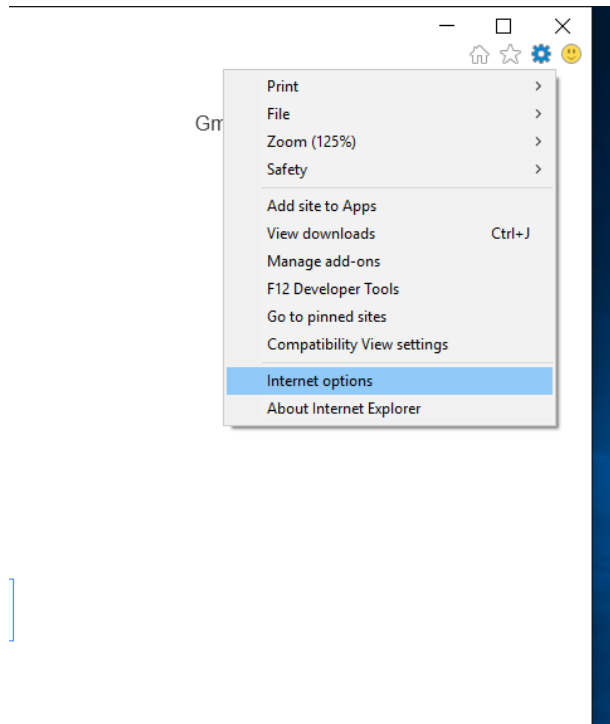 Gm
Print
File
Zoom (125%)
Safety
Add site to Apps
View downloads Ctrl+J
Manage add-ons
F12 Developer Tools
Go to pinned sites
Compatibility View settings
Internet options
About Internet Explorer